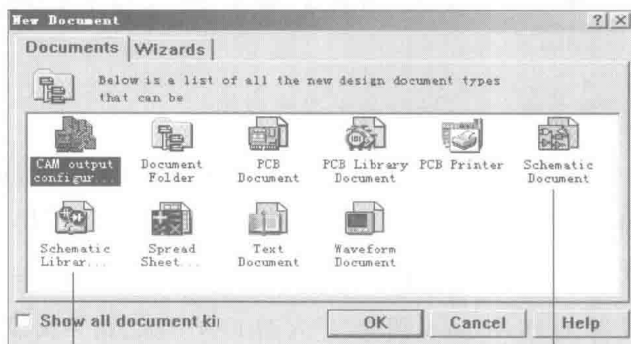 New Document
Documents Wizards
Below is a list of all the new design document types
that can be
CAM output configur... Document Folder PCB Document PCB Library Document PCB Printer Schematic Document
Schematic Librar... Spread Sheet... Text Document Waveform Document
Show all document ki
OK Cancel Help